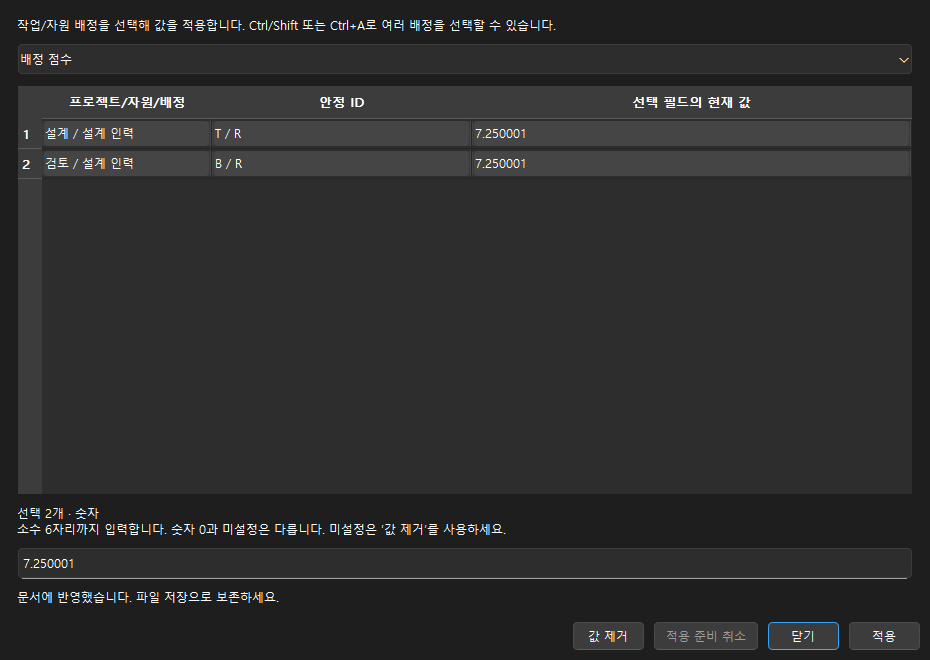 작업/자원 배정을 선택해 값을 적용합니다. Ctrl/Shift 또는 Ctrl+A로 여러 배정을 선택할 수 있습니다.
배정 점수
프로젝트/자원/배정 안정 ID 선택 필드의 현재 값
1 설계 / 설계 인력 T / R 7.250001
2 검토 / 설계 인력 B / R 7.250001
선택 2개 · 숫자
소수 6자리까지 입력합니다. 숫자 0과 미설정은 다릅니다. 미설정은 '값 제거'를 사용하세요.
7.250001
문서에 반영했습니다. 파일 저장으로 보존하세요.
값 제거 적용 준비 취소 닫기 적용